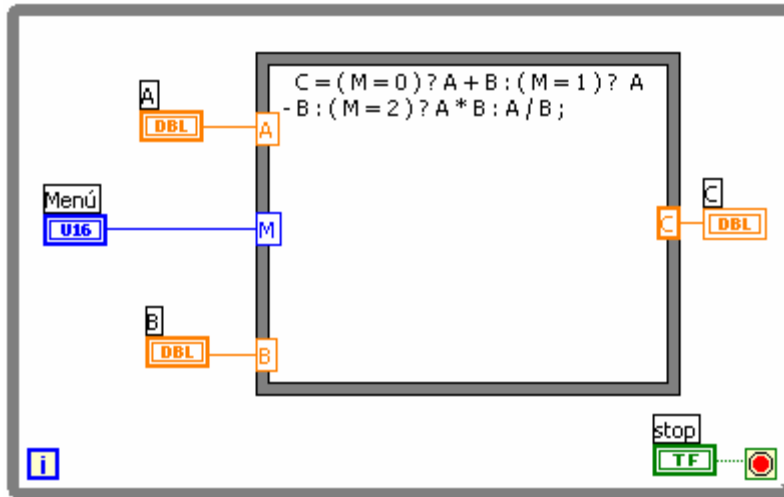 C=(M=0)?A+B:(M=1)? A
-B:(M=2)?A*B:A/B;
A
DBL
A
Menú
U16
M
C
DBL
C
B
DBL
B
stop
TF
i